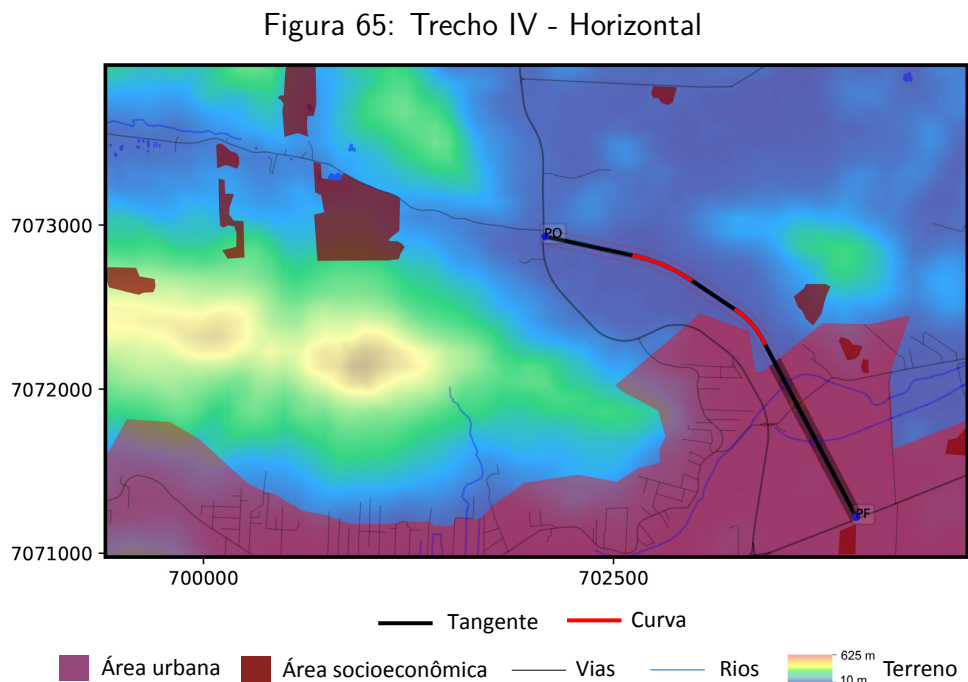 Figura 65: Trecho IV - Horizontal
7073000
7072000
7071000
PO
PF
700000
702500
Tangente
Curva
Área urbana
Área socioeconômica
Vias
Rios
625 m
10 m
Terreno